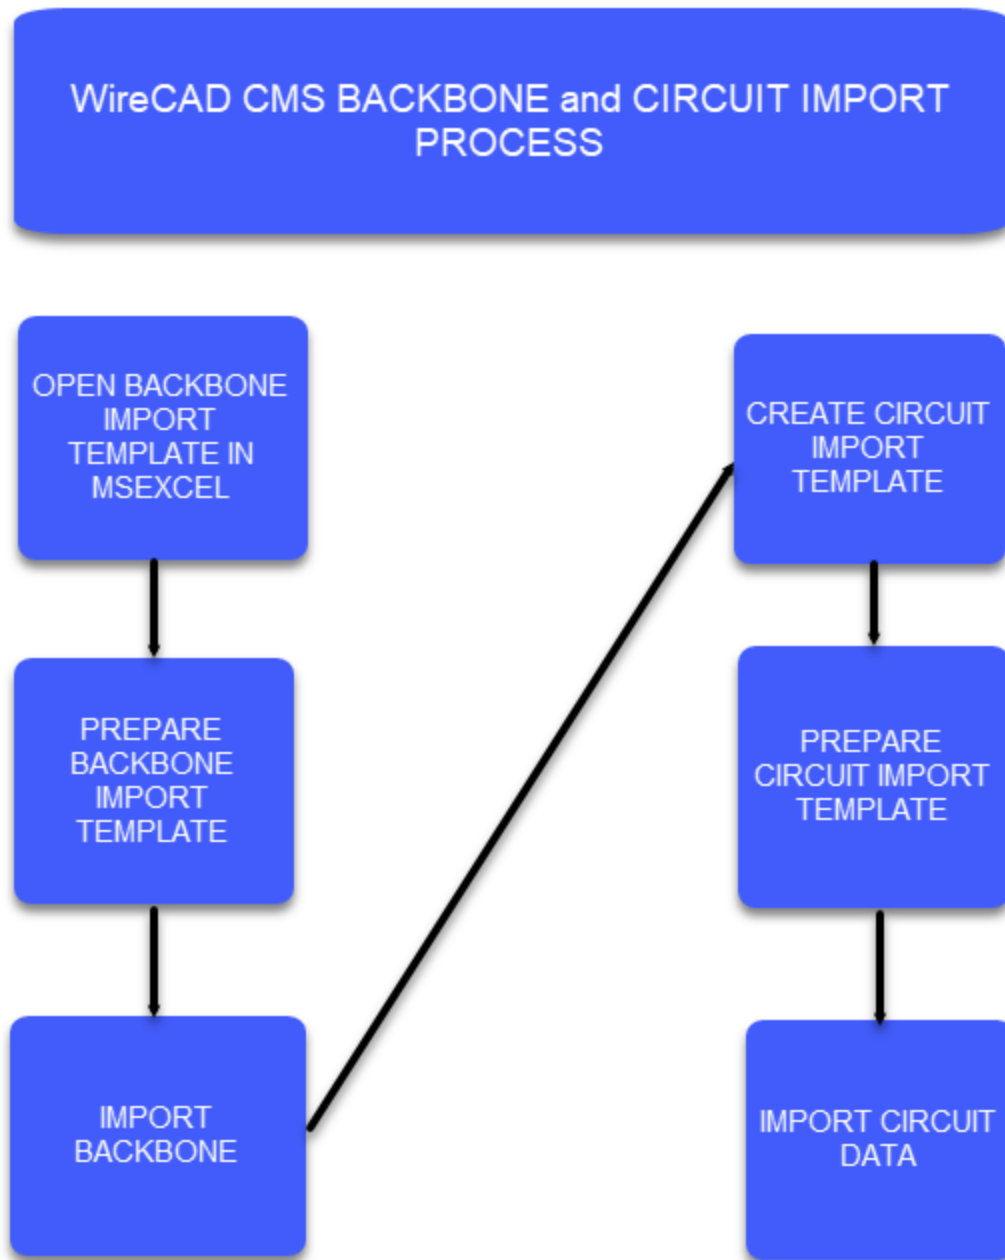 WireCAD CMS BACKBONE and CIRCUIT IMPORT
PROCESS
OPEN BACKBONE
IMPORT
TEMPLATE IN
MSEXCEL
PREPARE
BACKBONE
IMPORT
TEMPLATE
IMPORT
BACKBONE
CREATE CIRCUIT
IMPORT
TEMPLATE
PREPARE
CIRCUIT IMPORT
TEMPLATE
IMPORT CIRCUIT
DATA